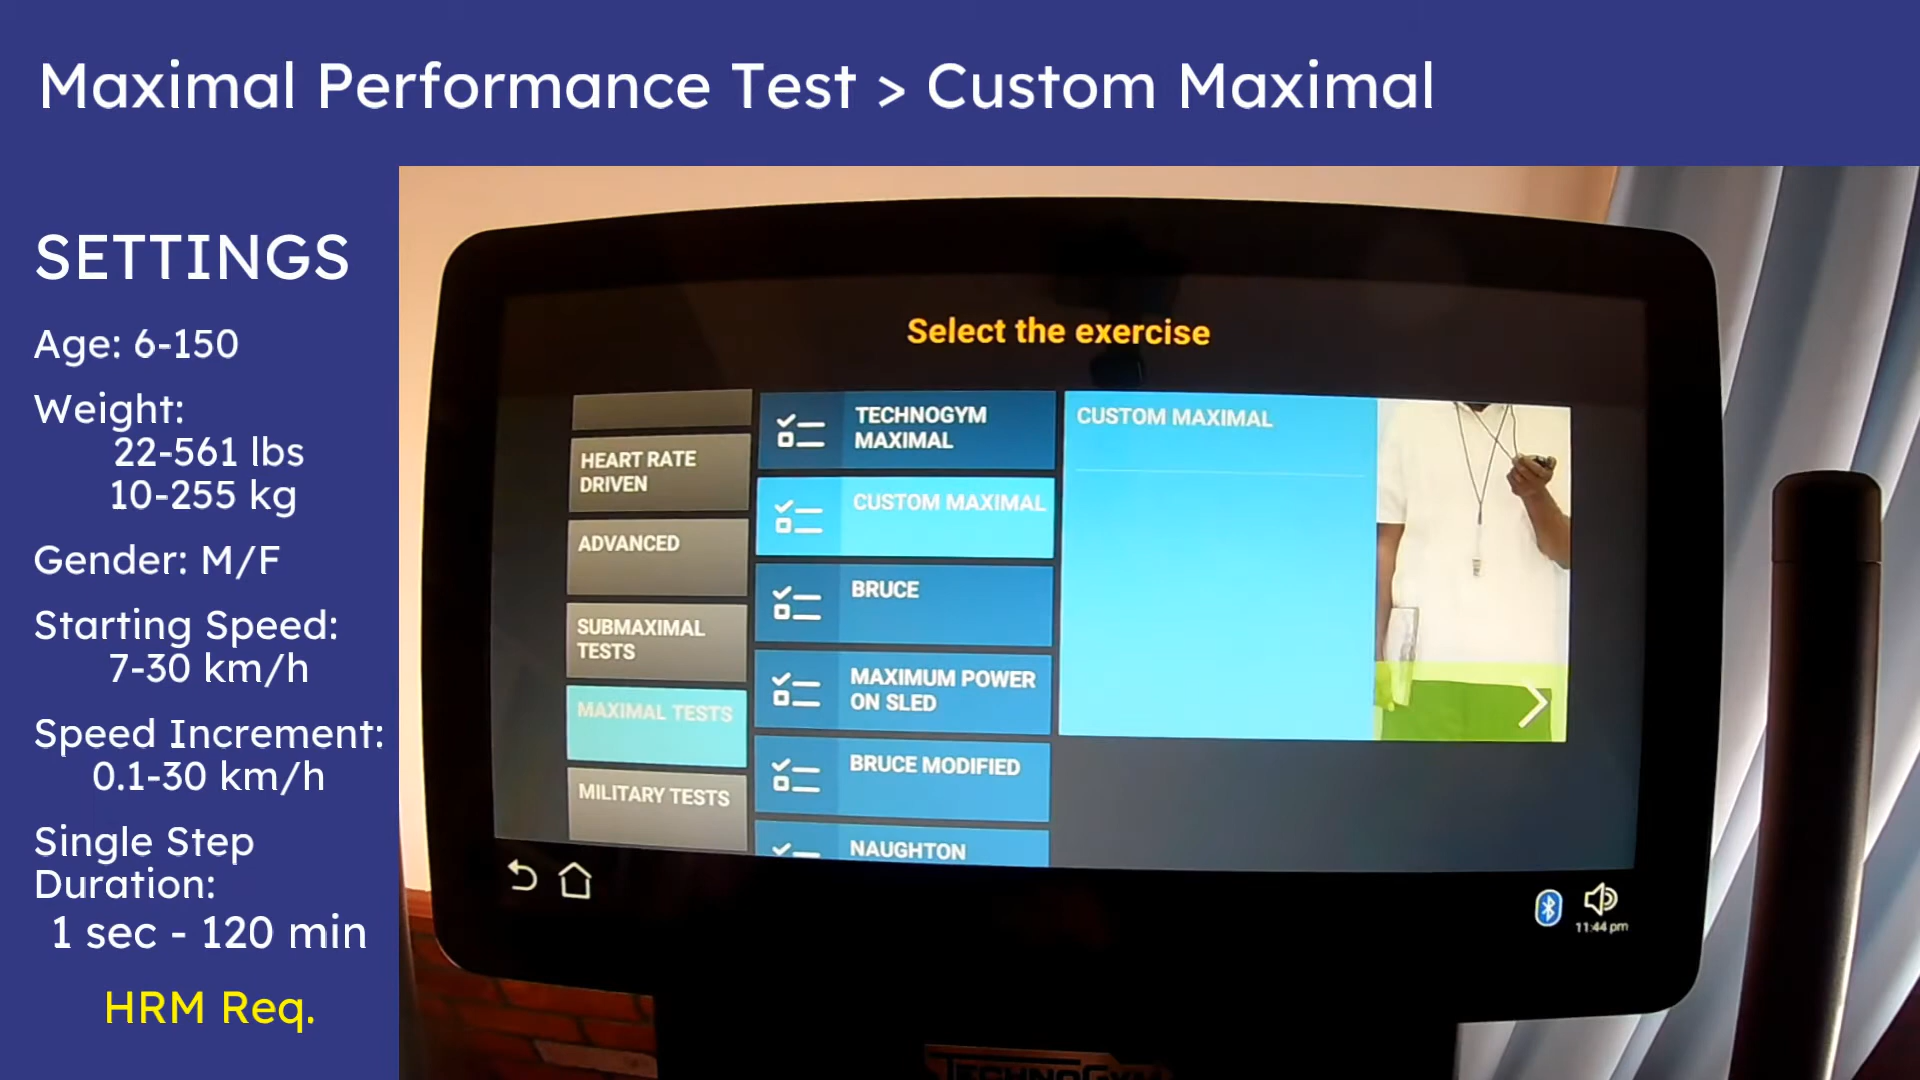 Maximal Performance Test > Custom Maximal
SETTINGS
Age: 6-150
Weight:
22-561 lbs
10-255 kg
Gender: M/F
Starting Speed:
7-30 km/h
Speed Increment:
0.1-30 km/h
Single Step
Duration:
1 sec - 120 min
HRM Req.
Select the exercise
HEART RATE
DRIVEN
ADVANCED
SUBMAXIMAL
TESTS
MAXIMAL TESTS
MILITARY TESTS
TECHNOGYM
MAXIMAL
CUSTOM MAXIMAL
BRUCE
MAXIMUM POWER
ON SLED
BRUCE MODIFIED
NAUGHTON
CUSTOM MAXIMAL
11:44 pm
TECHNOGYM